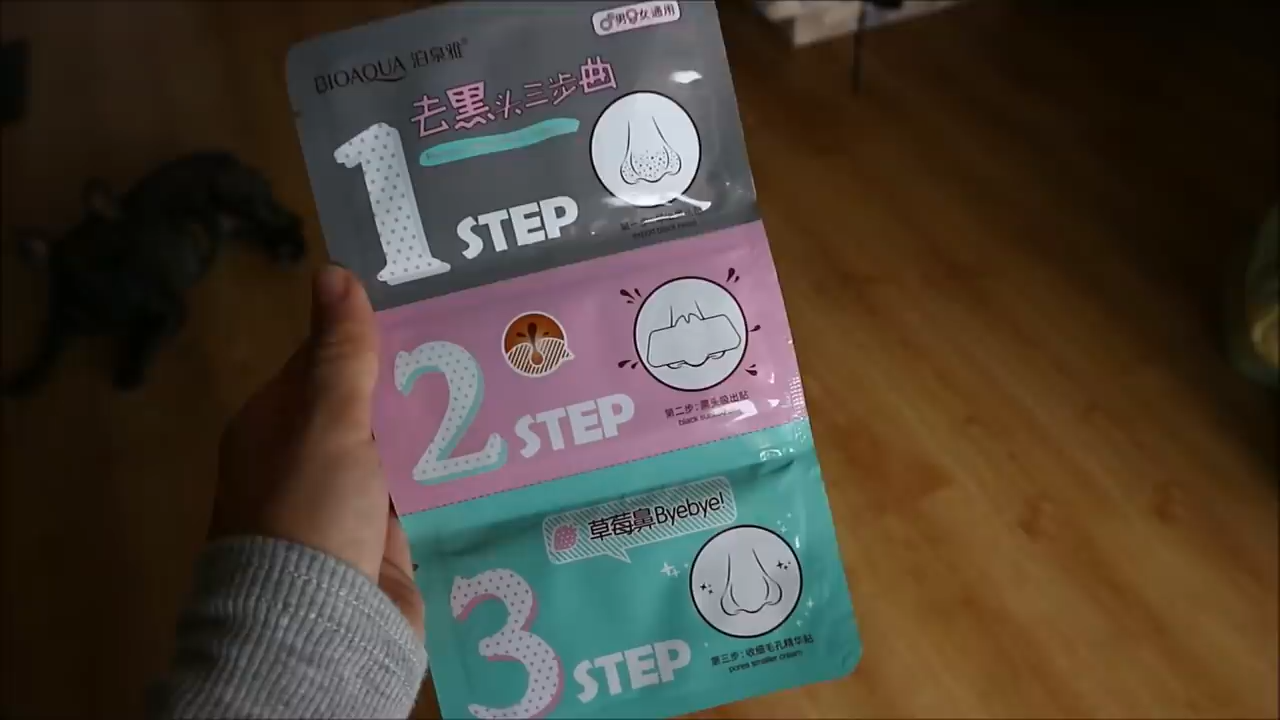 男女通用
BIOAQUA 泊泉雅®
去黑头三步曲
1 STEP
2 STEP
第二步:黑头吸出贴
草莓鼻Byebye!
3 STEP
第三步:收细毛孔精华贴
pores smaller cream